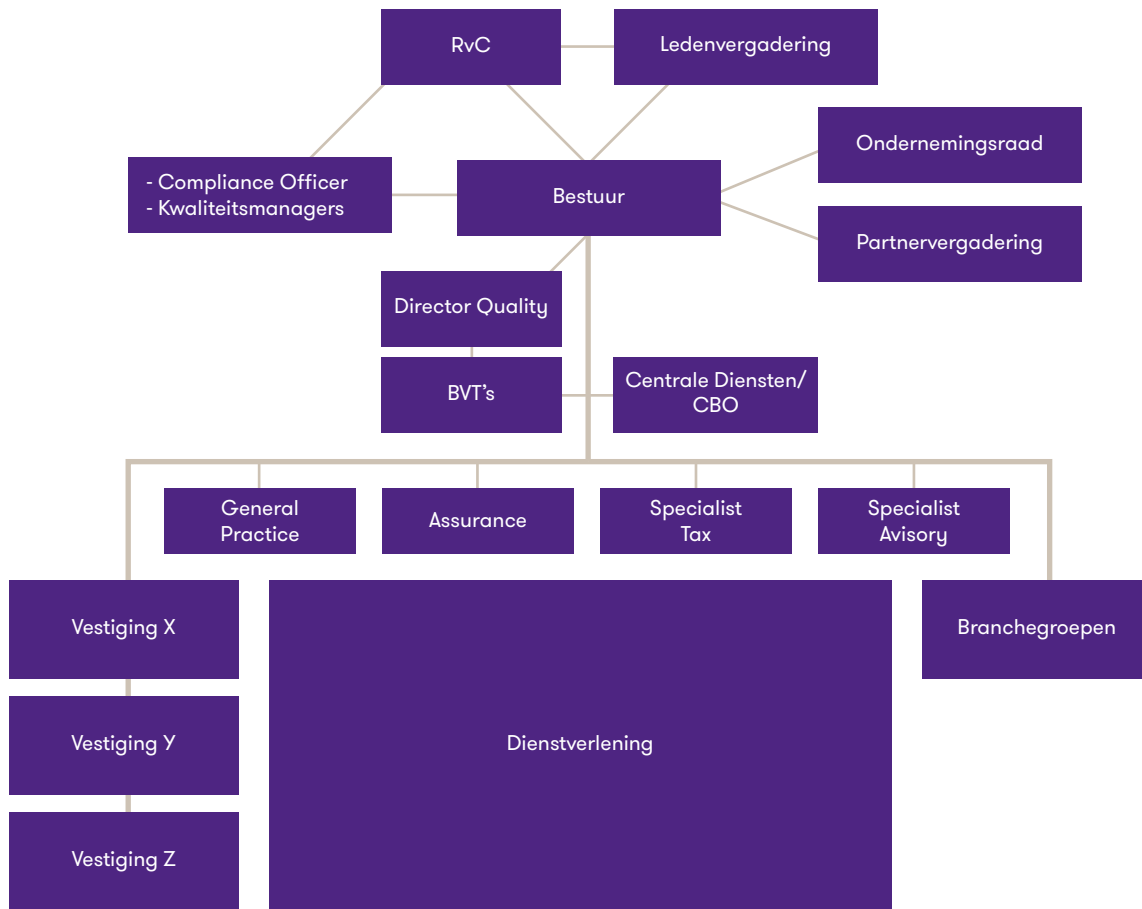 RvC
Ledenvergadering
Ondernemingsraad
- Compliance Officer
- Kwaliteitsmanagers
Bestuur
Partnervergadering
Director Quality
BVT's
Centrale Diensten/
CBO
General
Practice
Assurance
Specialist
Tax
Specialist
Avisory
Vestiging X
Branchegroepen
Vestiging Y
Dienstverlening
Vestiging Z